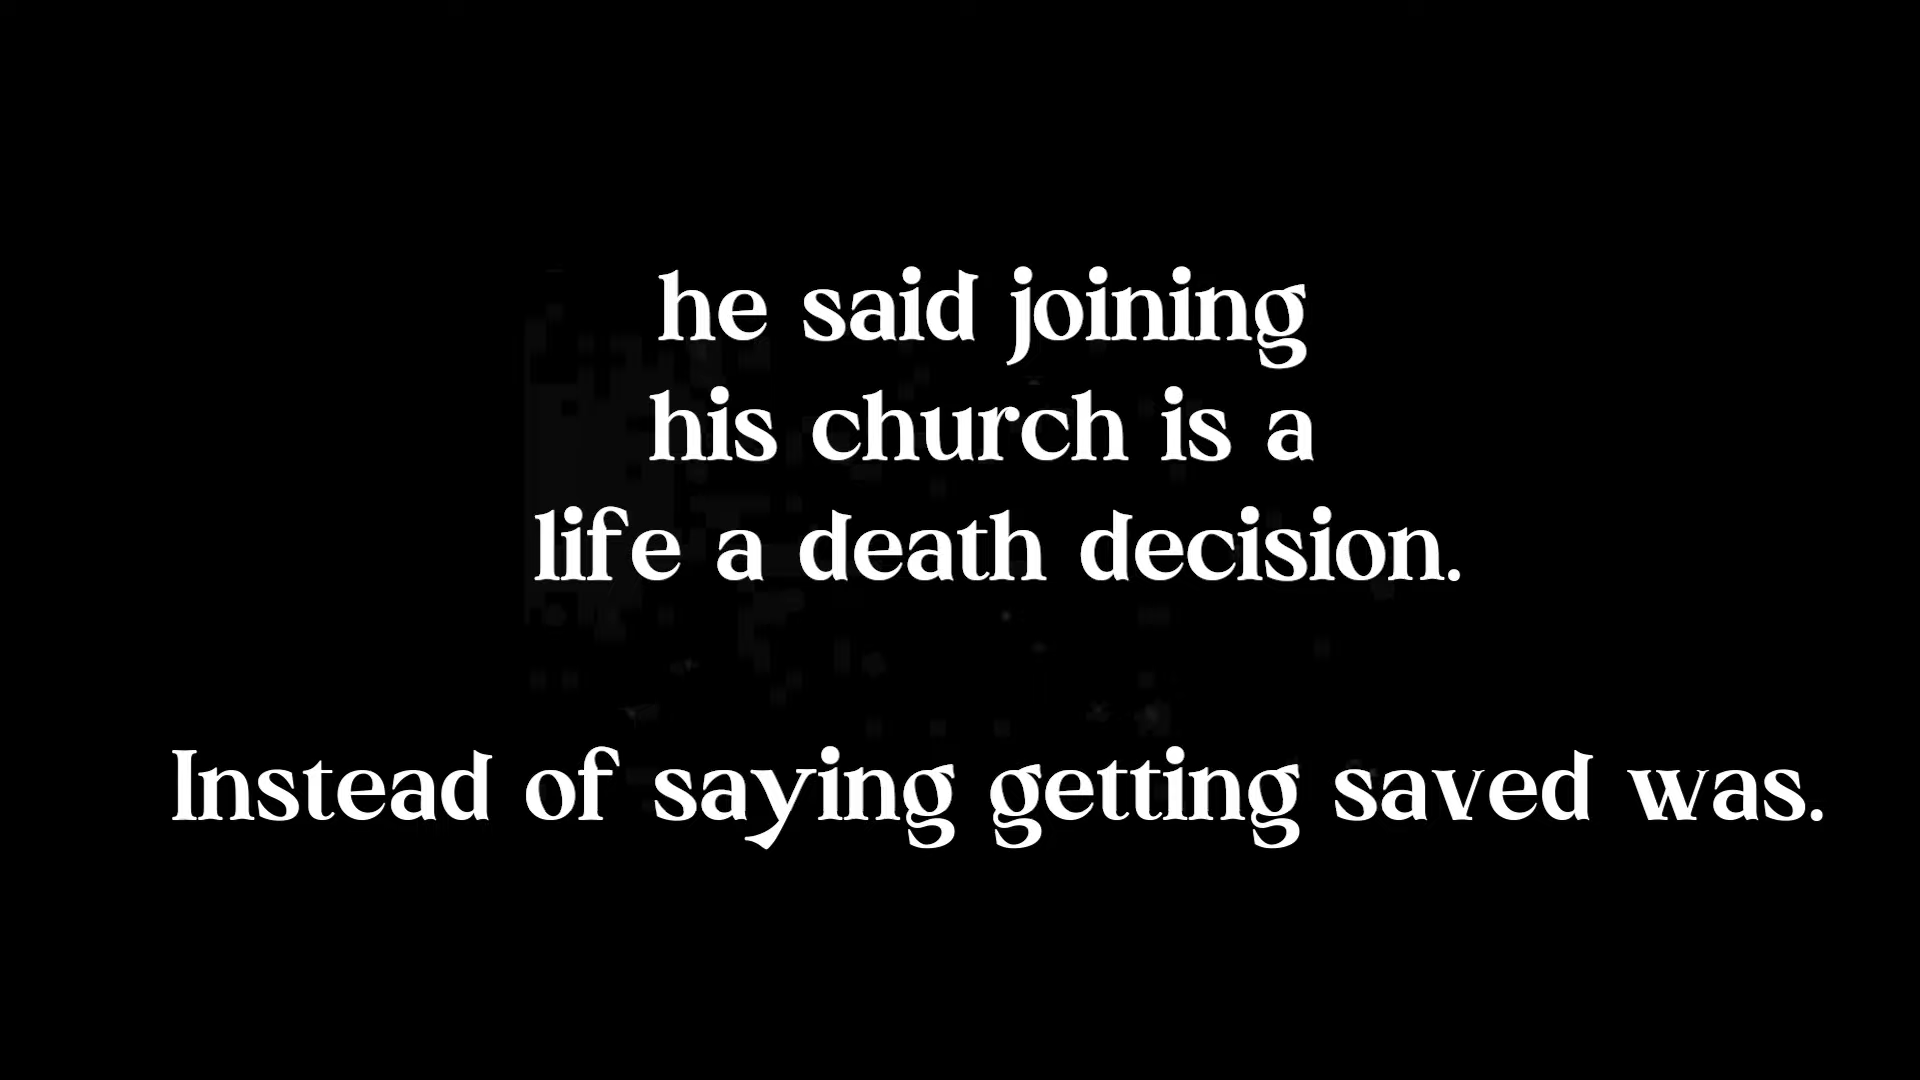 he said joining
his church is a
life a death decision.
Instead of saying getting saved was.